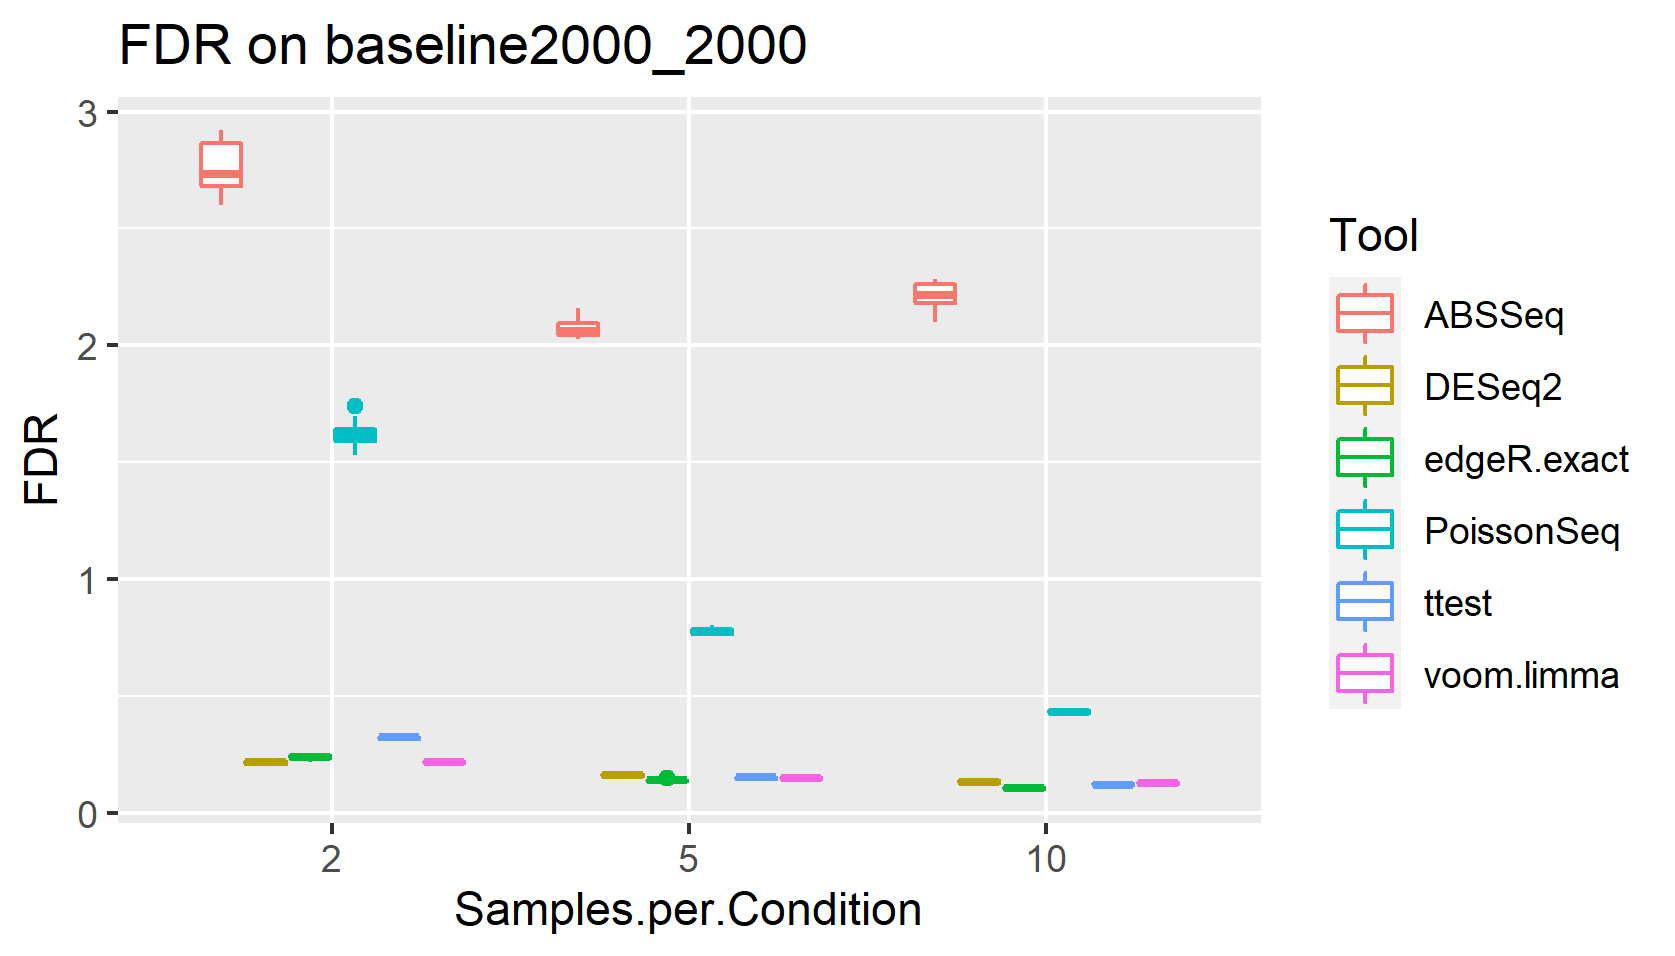 FDR on baseline2000_2000
3
2
1
0
FDR
2
5
10
Samples.per.Condition
Tool
ABSSeq
DESeq2
edgeR.exact
PoissonSeq
ttest
voom.limma